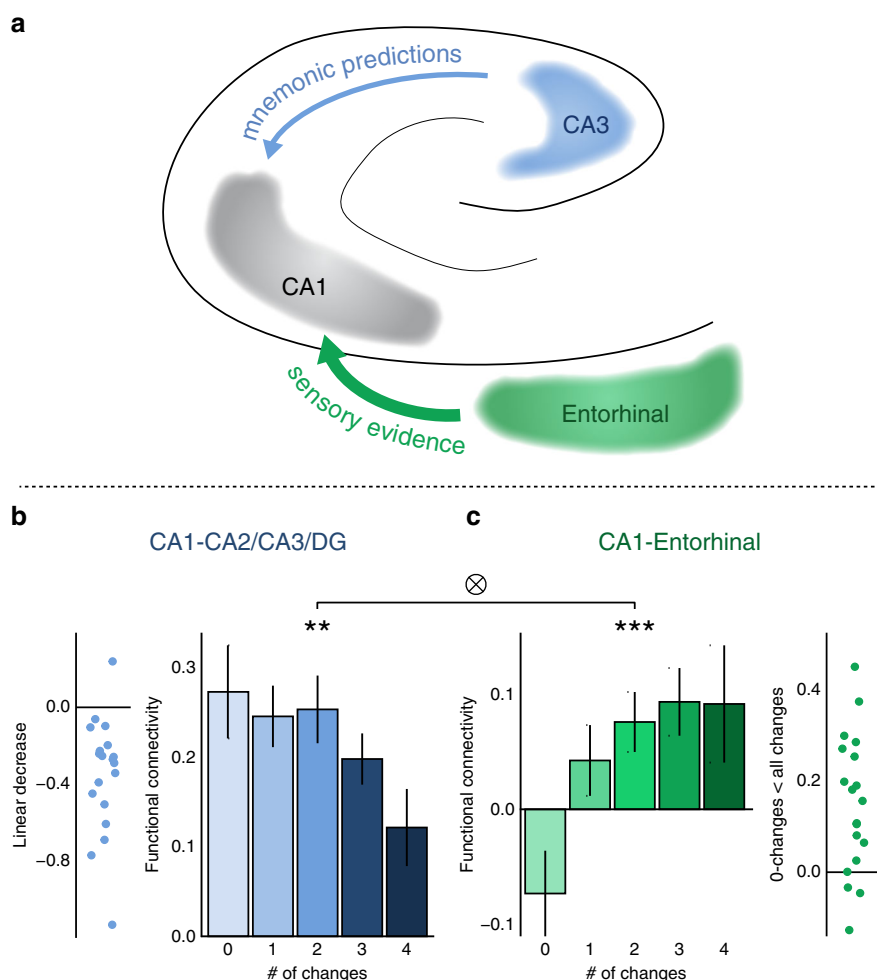 a
mnemonic predictions
CA3
CA1
sensory evidence
Entorhinal
b
CA1-CA2/CA3/DG
c
CA1-Entorhinal
⊗
**
***
Linear decrease
0.0
−0.4
−0.8
Functional connectivity
0.3
0.2
0.1
0.0
0 1 2 3 4
# of changes
Functional connectivity
0.1
0.0
−0.1
0 1 2 3 4
# of changes
0-changes < all changes
0.4
0.2
0.0